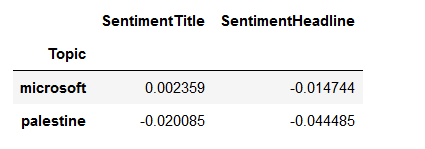 SentimentTitle SentimentHeadline
Topic
microsoft 0.002359 -0.014744
palestine -0.020085 -0.044485